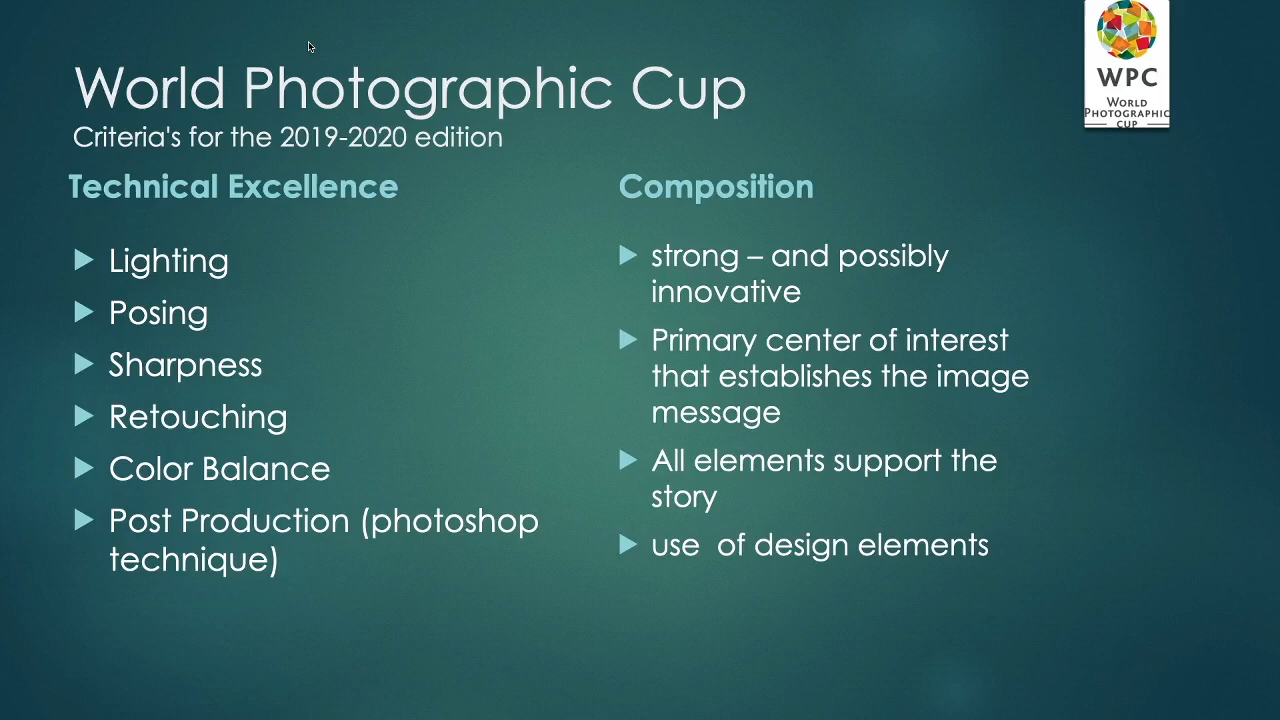 World Photographic Cup
Criteria's for the 2019-2020 edition
WPC
WORLD
PHOTOGRAPHIC
CUP
Technical Excellence
Lighting
Posing
Sharpness
Retouching
Color Balance
Post Production (photoshop
technique)
Composition
strong – and possibly
innovative
Primary center of interest
that establishes the image
message
All elements support the
story
use  of design elements